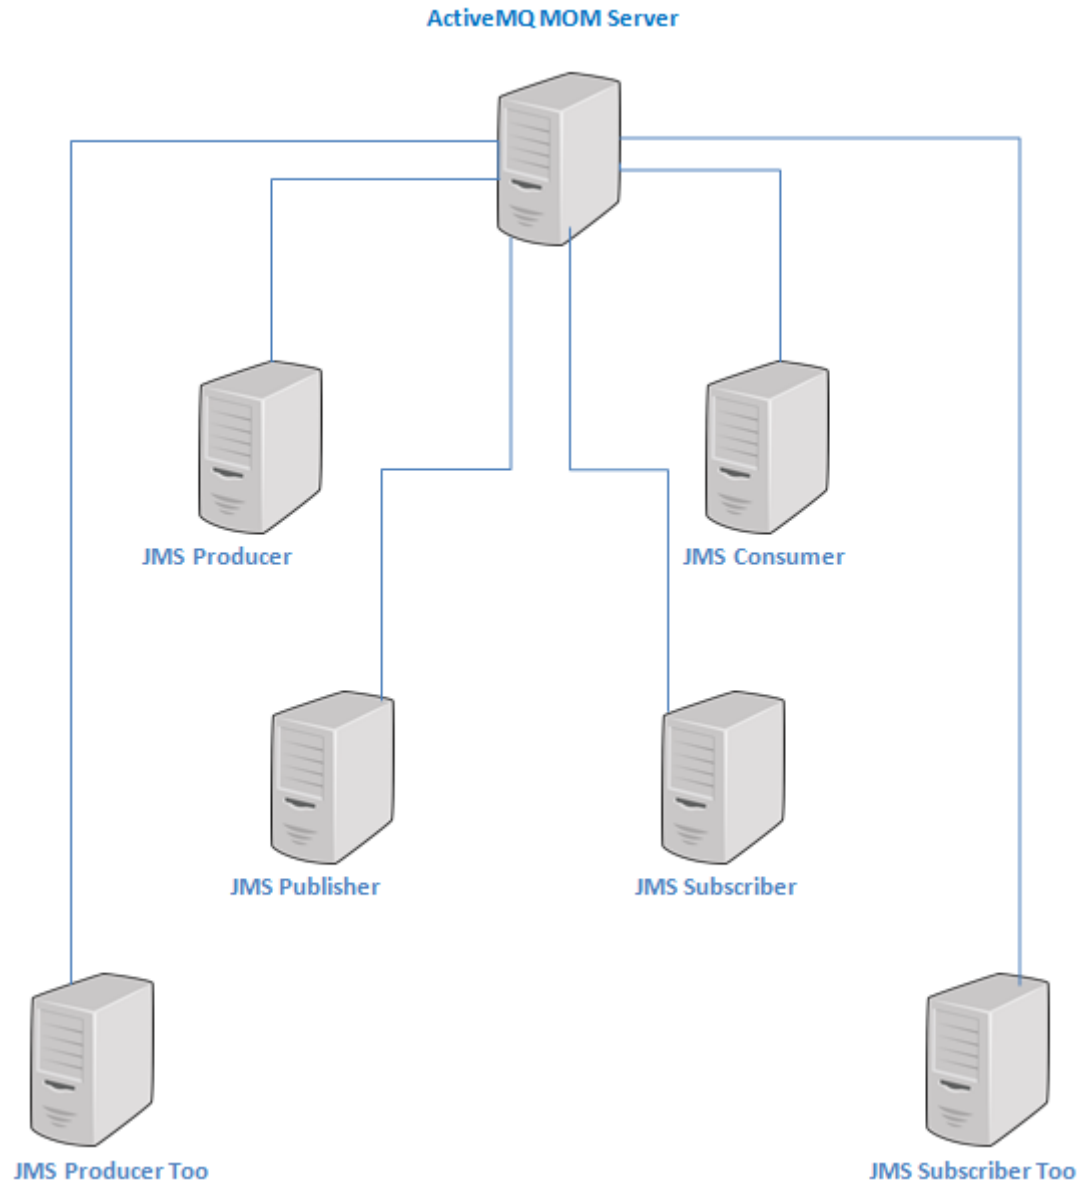 ActiveMQ MOM Server
JMS Producer
JMS Consumer
JMS Publisher
JMS Subscriber
JMS Producer Too
JMS Subscriber Too